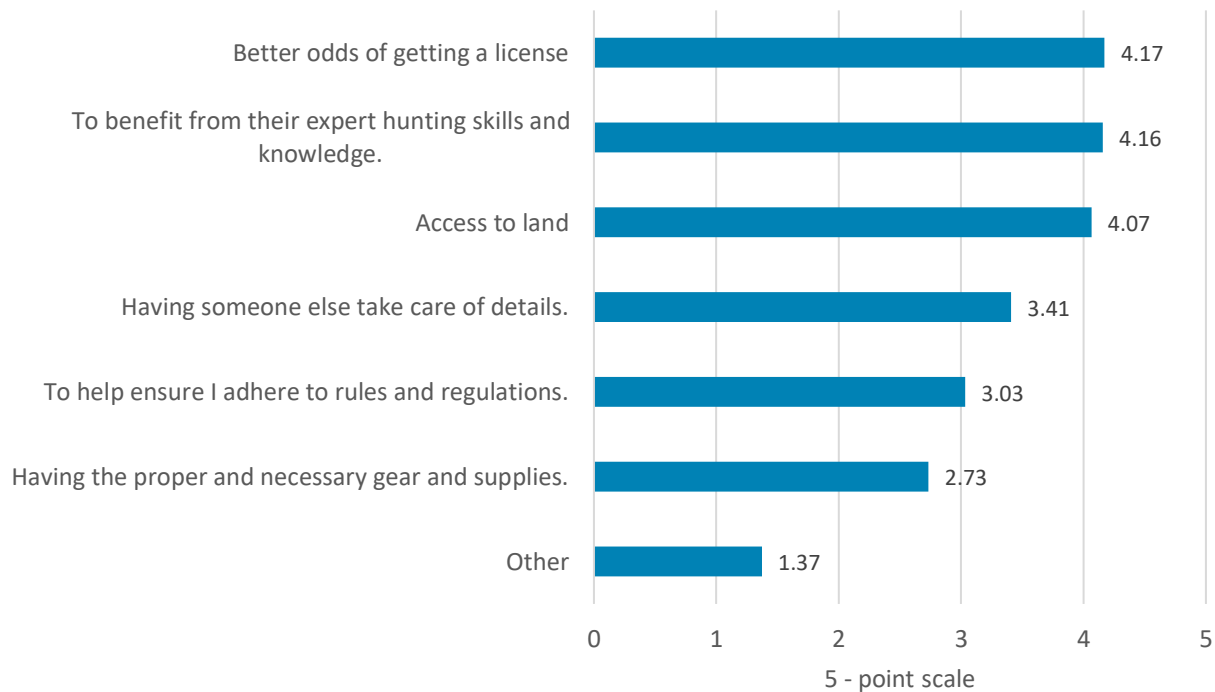 Better odds of getting a license
4.17
To benefit from their expert hunting skills and
knowledge.
4.16
Access to land
4.07
Having someone else take care of details.
3.41
To help ensure I adhere to rules and regulations.
3.03
Having the proper and necessary gear and supplies.
2.73
Other
1.37
0 1 2 3 4 5
5 - point scale